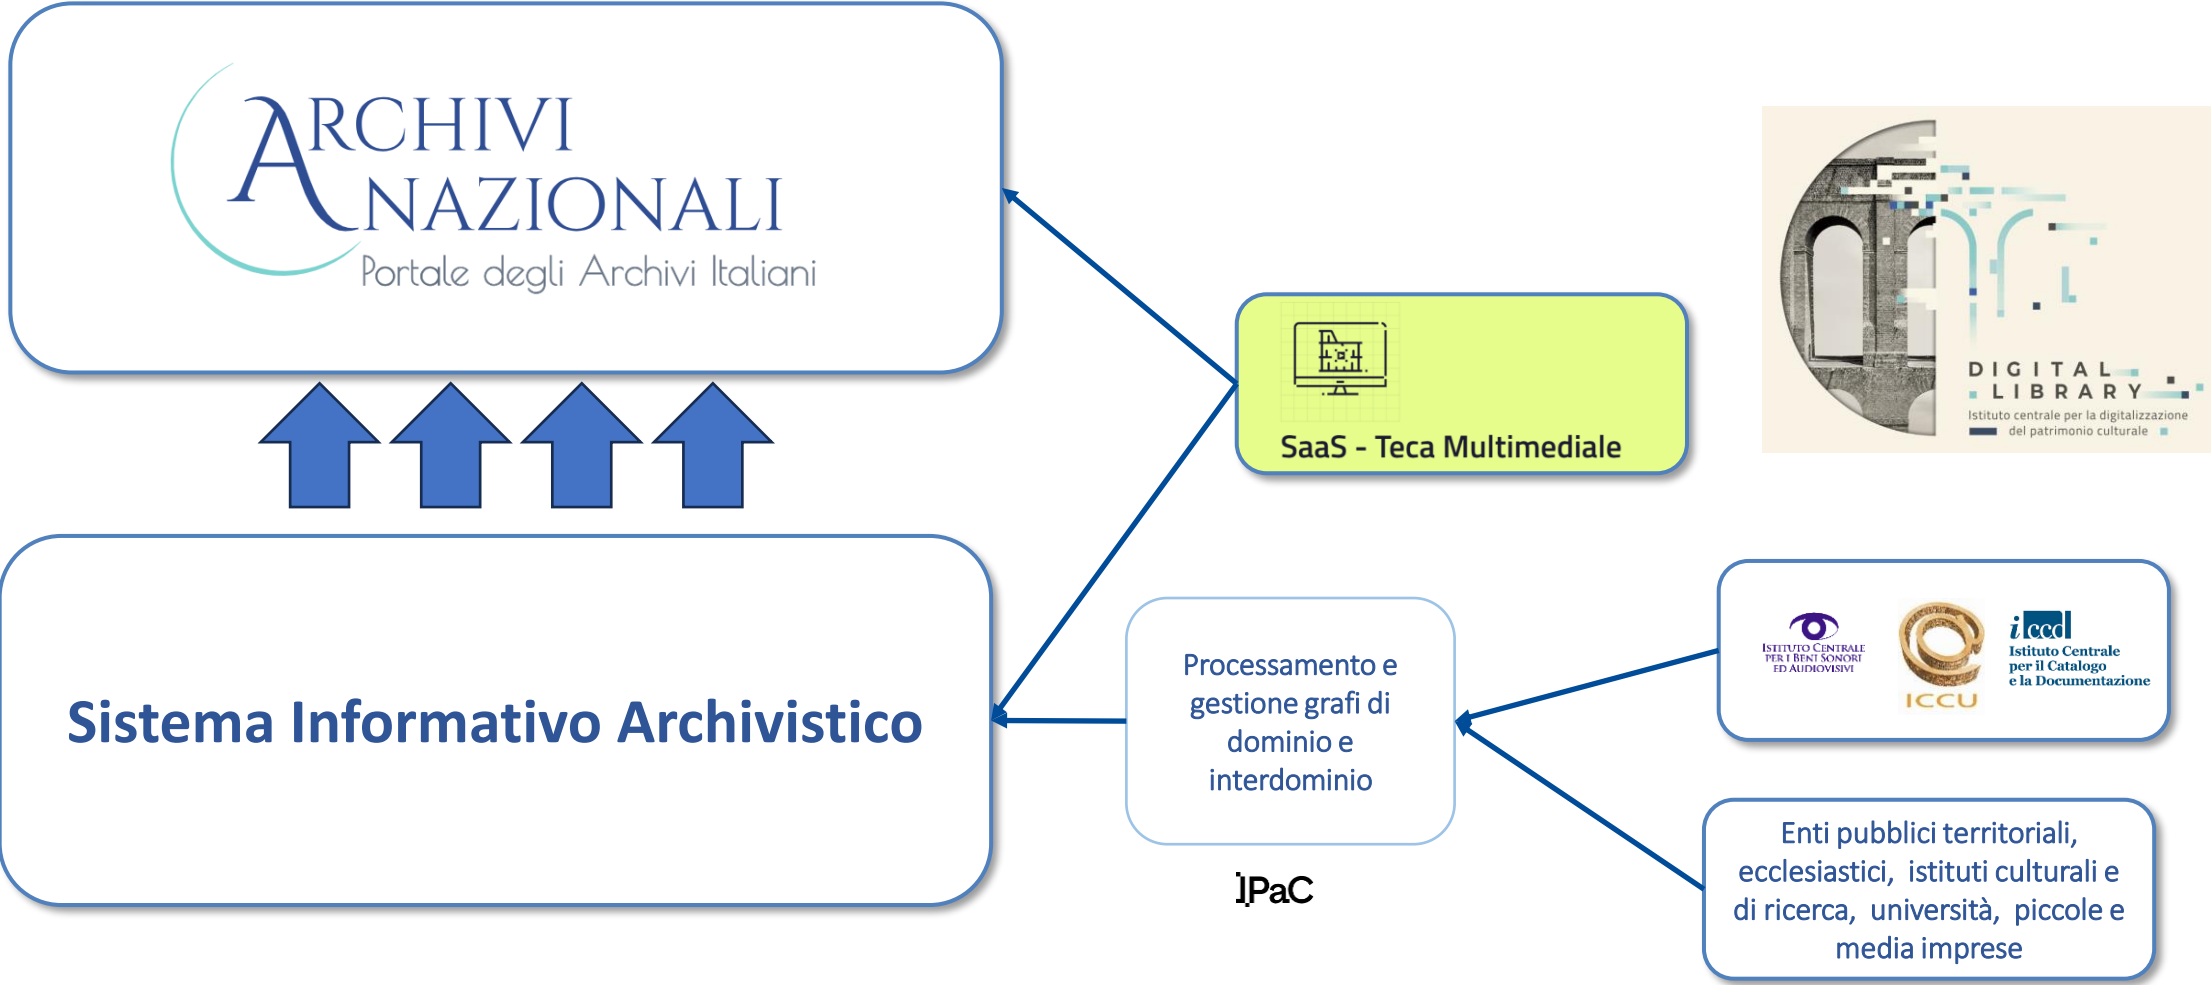 ARCHIVI
NAZIONALI
Portale degli Archivi Italiani
SaaS - Teca Multimediale
DIGITAL
LIBRARY
Istituto centrale per la digitalizzazione
del patrimonio culturale
Sistema Informativo Archivistico
Processamento e
gestione grafi di
dominio e
interdominio
IPaC
ISTITUTO CENTRALE
PER I BENI SONORI
ED AUDIOVISIVI
ICCU
iccd
Istituto Centrale
per il Catalogo
e la Documentazione
Enti pubblici territoriali,
ecclesiastici, istituti culturali e
di ricerca, università, piccole e
media imprese